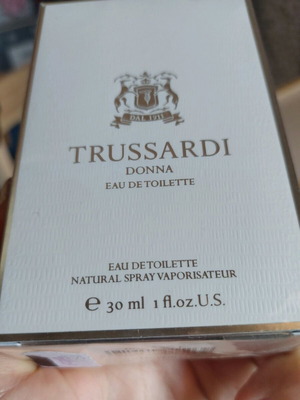 DAL 1911
TRUSSARDI
DONNA
EAU DE TOILETTE
EAU DE TOILETTE
NATURAL SPRAY VAPORISATEUR
e 30 ml 1 fl.oz.U.S.